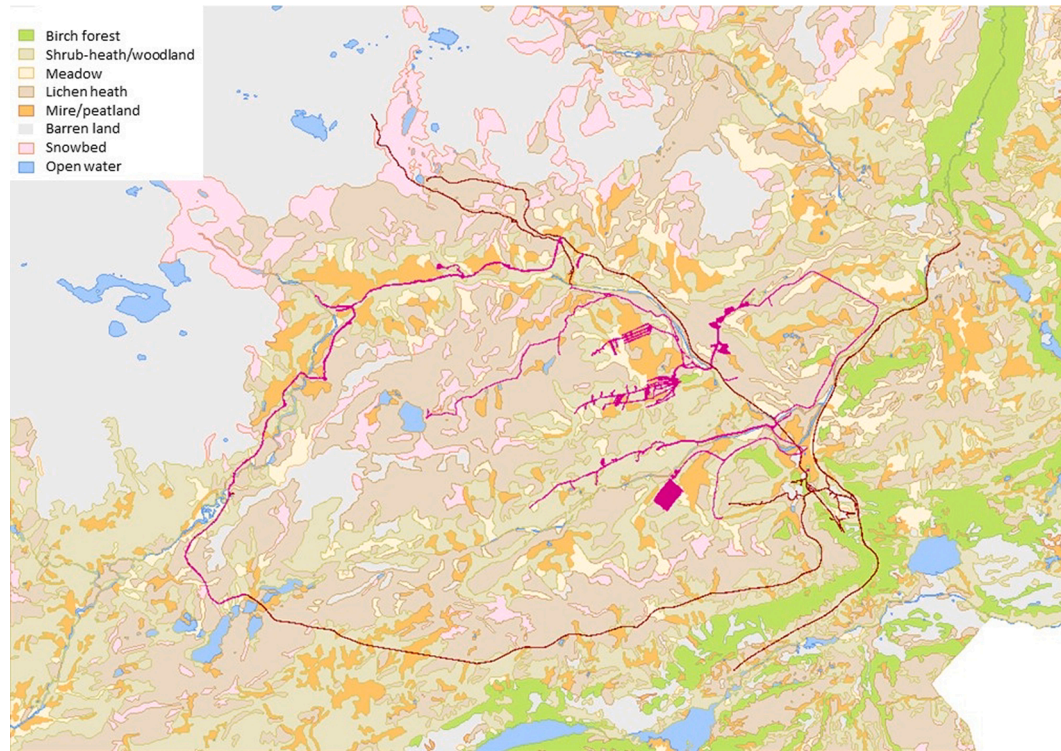 Birch forest
Shrub-heath/woodland
Meadow
Lichen heath
Mire/peatland
Barren land
Snowbed
Open water